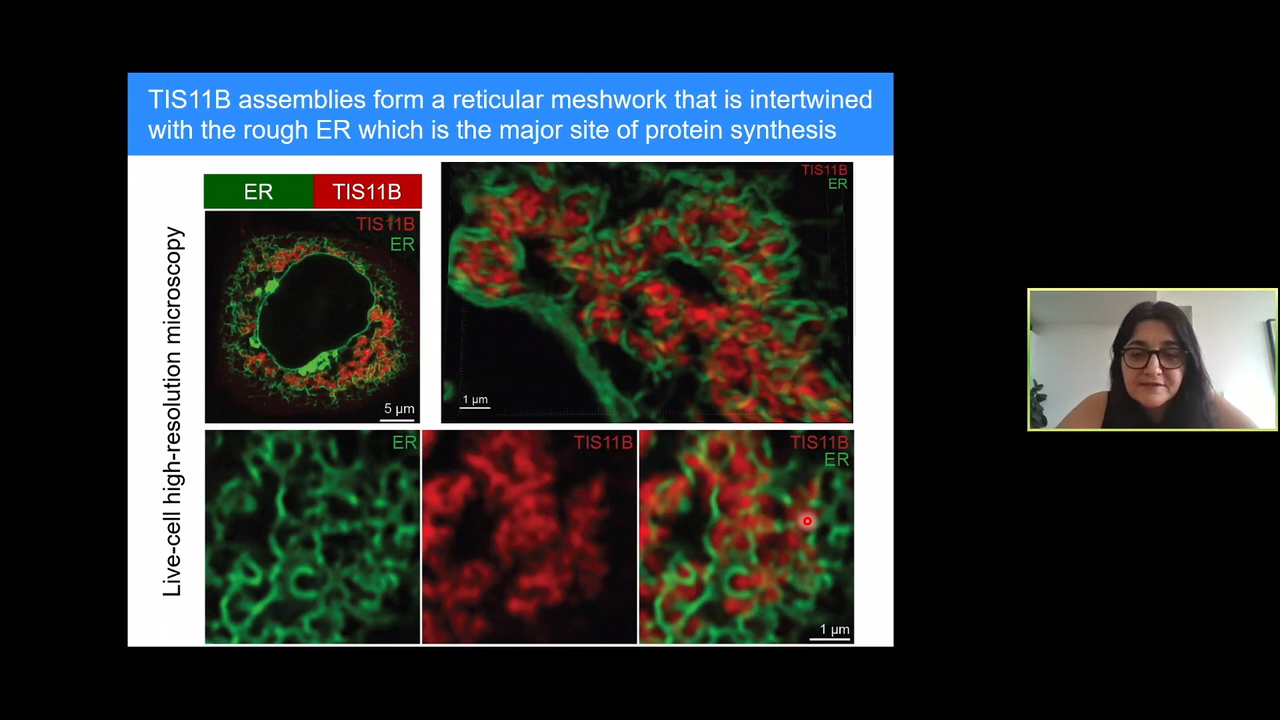 TIS11B assemblies form a reticular meshwork that is intertwined
with the rough ER which is the major site of protein synthesis
Live-cell high-resolution microscopy
ER
TIS11B
TIS11B
ER
5 µm
TIS11B
ER
1 µm
ER
TIS11B
TIS11B
ER
1 µm